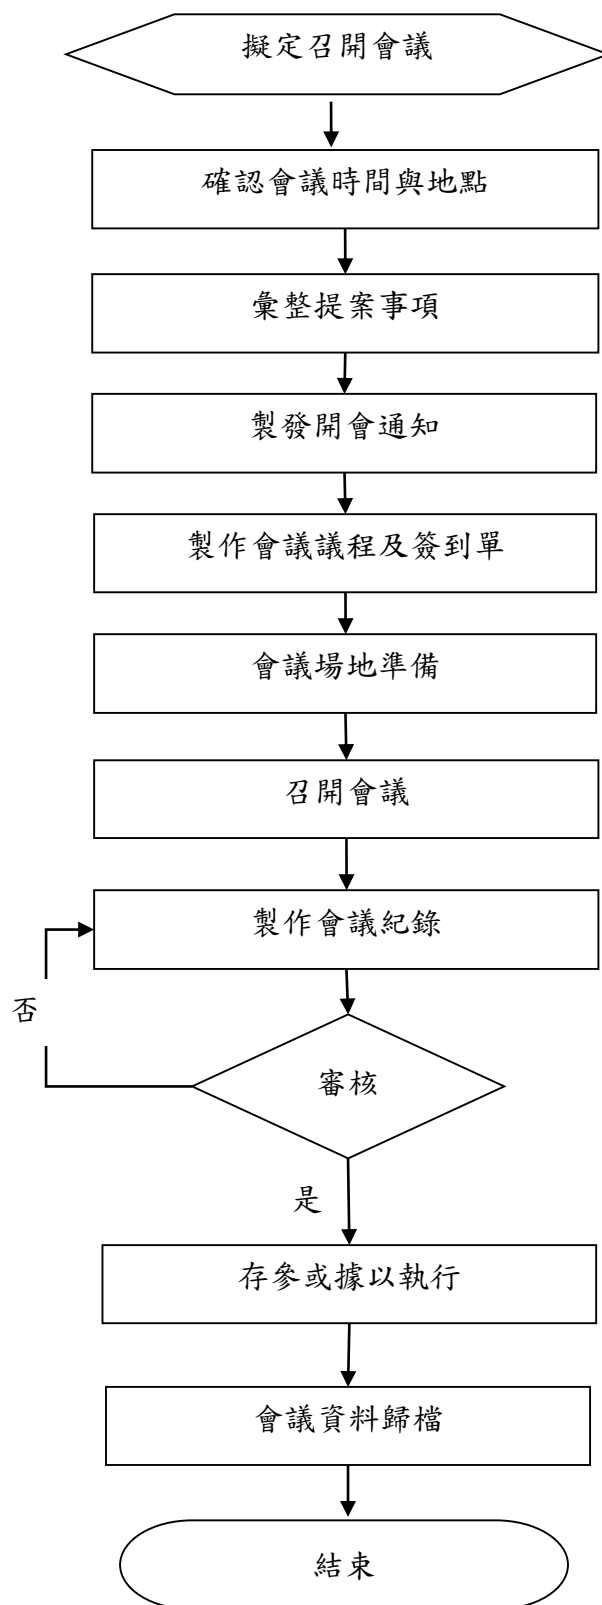 擬定召開會議
確認會議時間與地點
彙整提案事項
製發開會通知
製作會議議程及簽到單
會議場地準備
召開會議
製作會議紀錄
否
審核
是
存參或據以執行
會議資料歸檔
結束